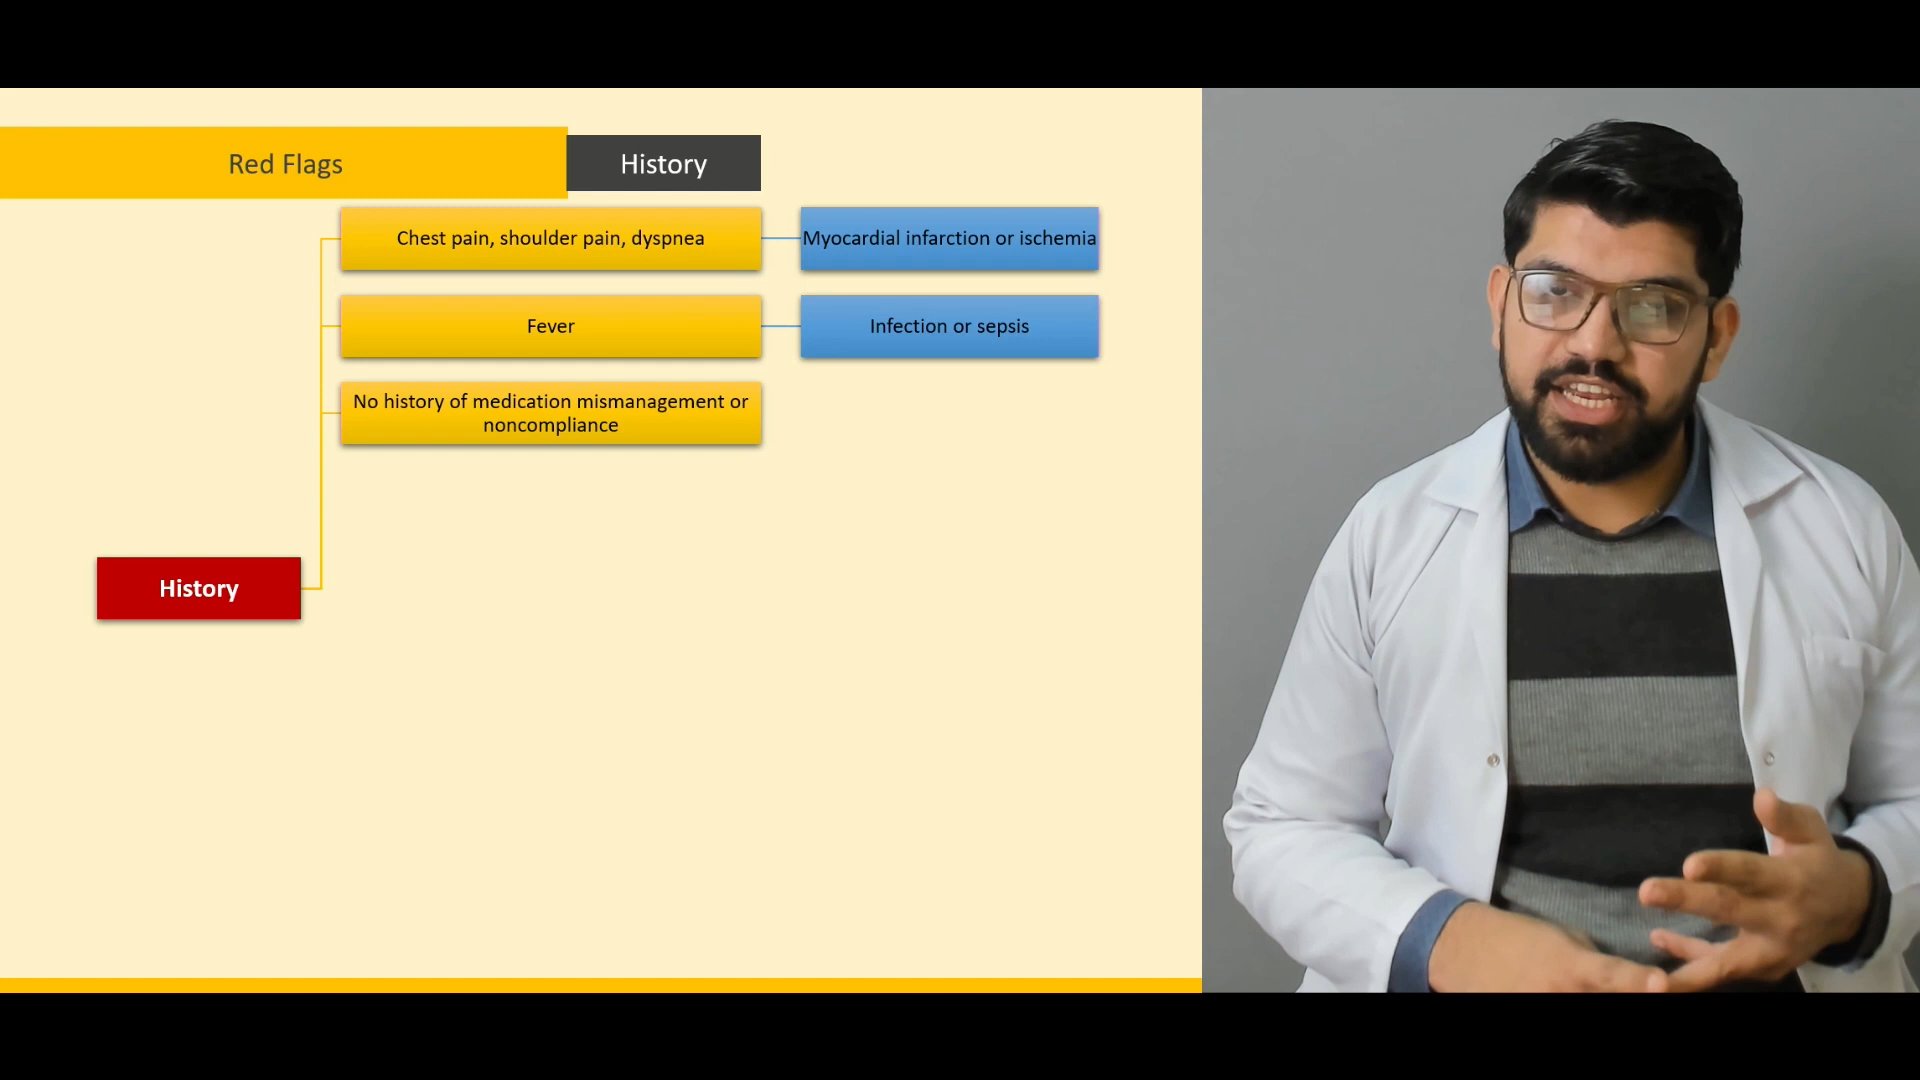 Red Flags
History
Chest pain, shoulder pain, dyspnea
Myocardial infarction or ischemia
Fever
Infection or sepsis
No history of medication mismanagement or
noncompliance
History